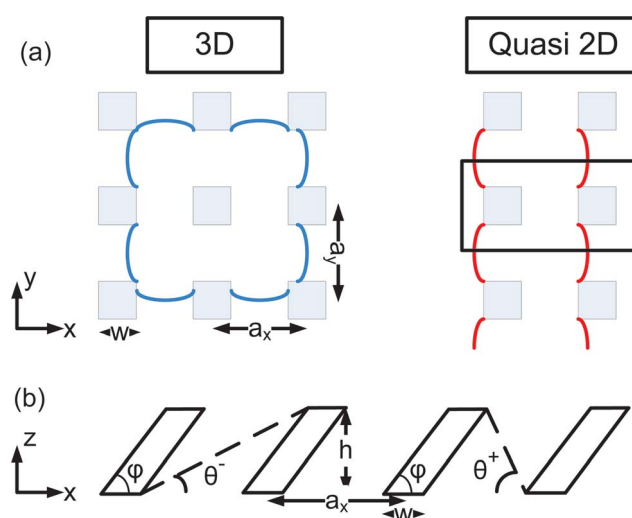 3D
Quasi 2D
(a)
a_y
y
x
w
a_x
(b)
z
x
φ
θ⁻
h
a_x
φ
w
θ⁺